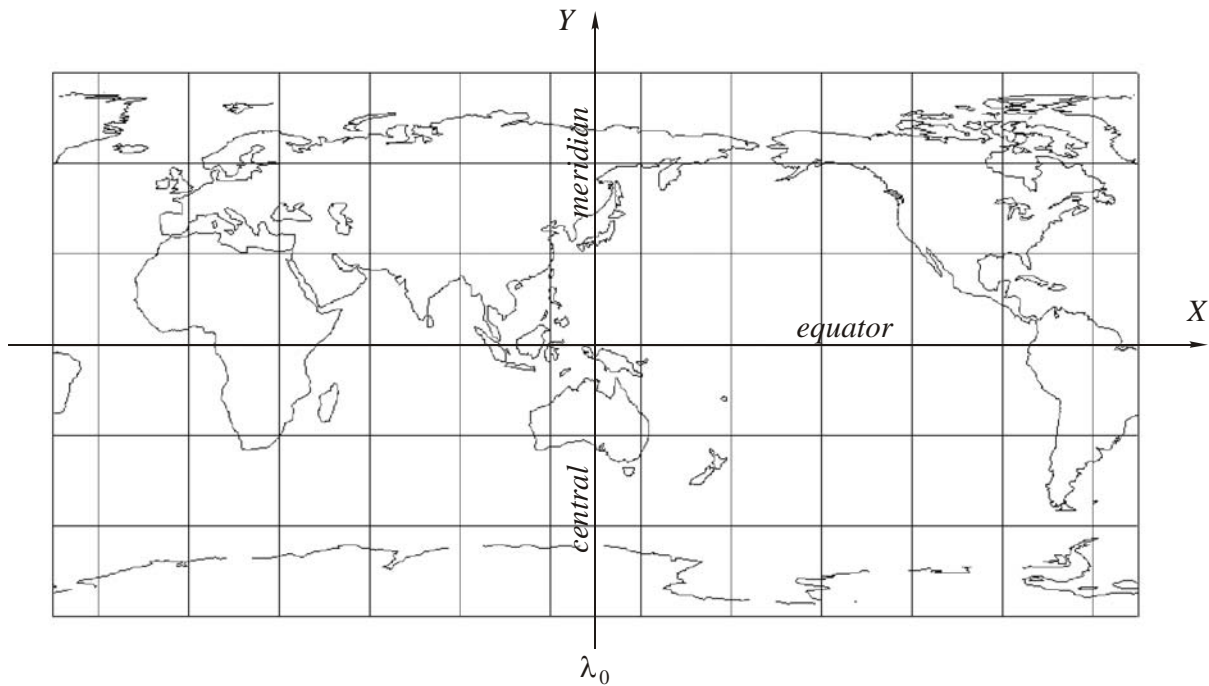 Y
meridian
equator
X
central
λ₀